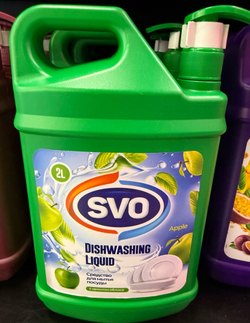 2L
SVO
Apple
DISHWASHING
LIQUID
Средство
для мытья
посуды